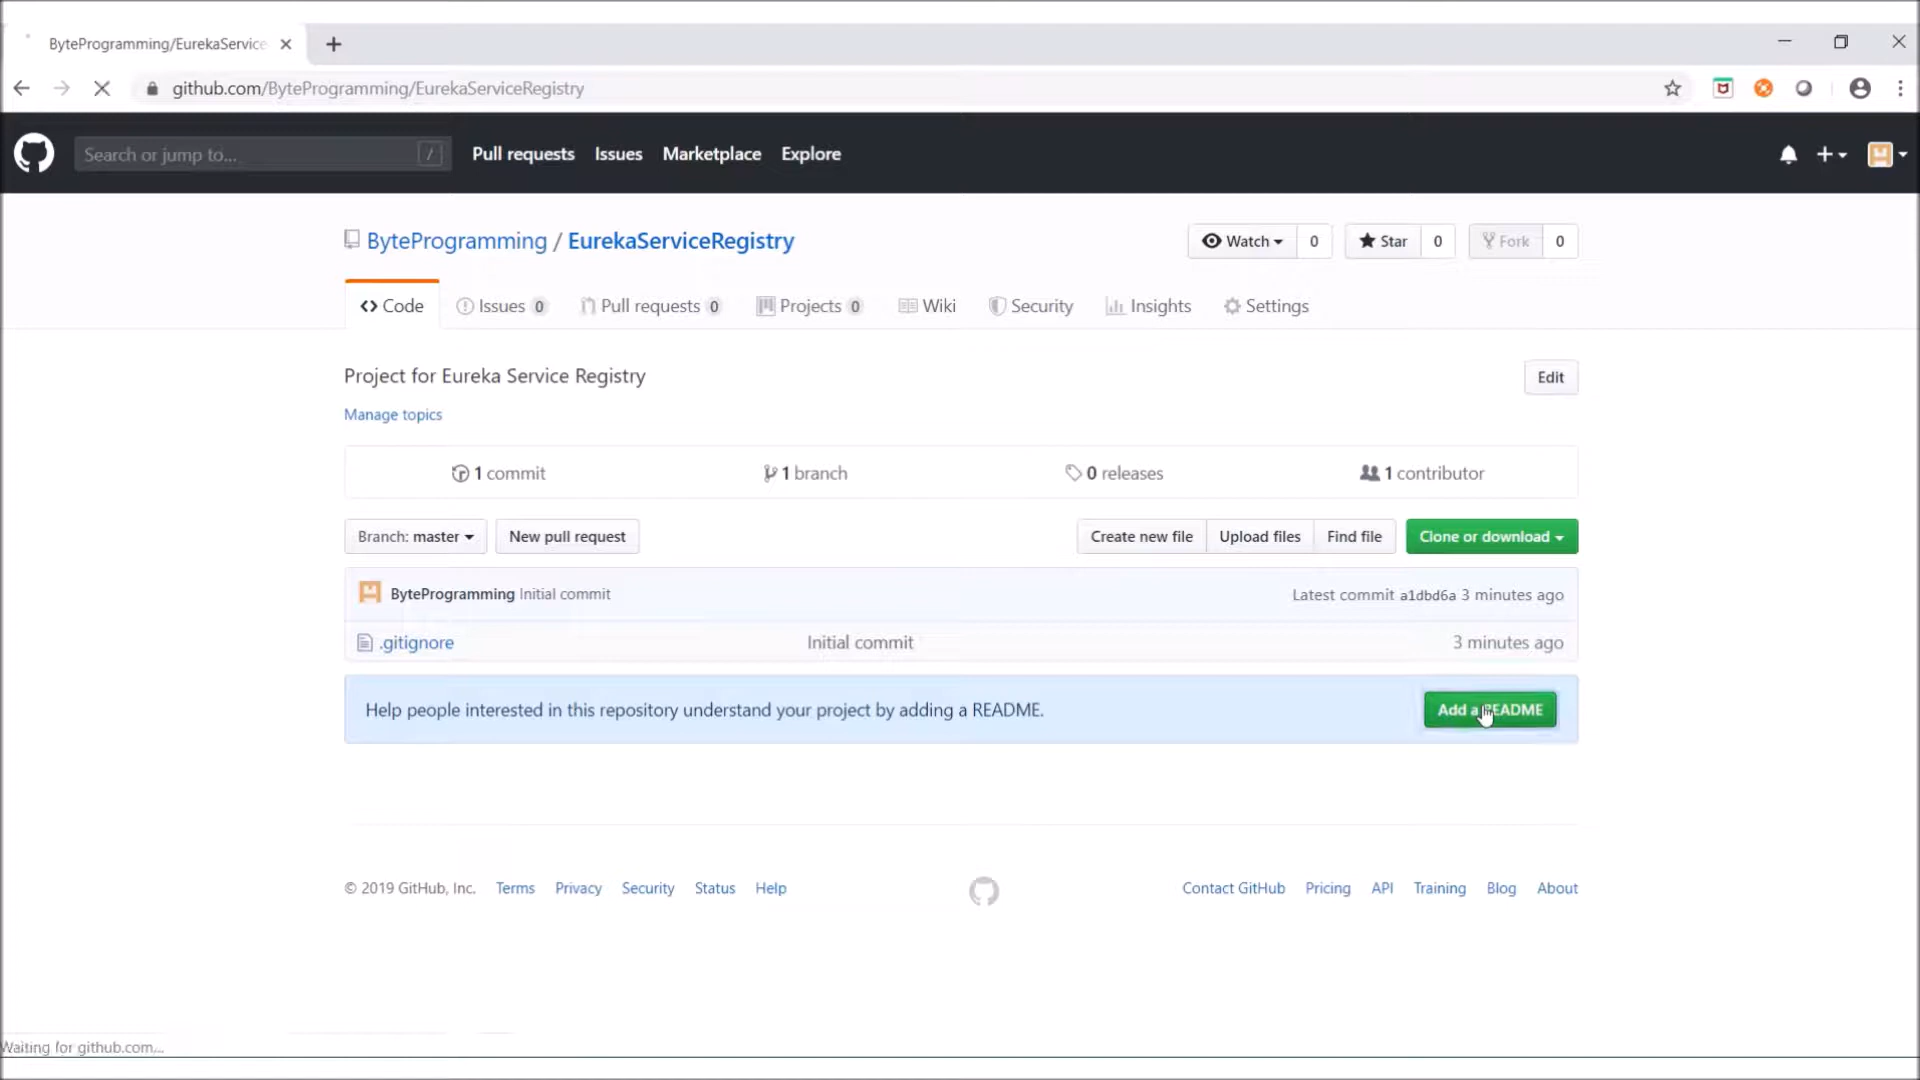 ByteProgramming/EurekaService
github.com/ByteProgramming/EurekaServiceRegistry
Search or jump to... / Pull requests Issues Marketplace Explore
ByteProgramming / EurekaServiceRegistry Watch 0 Star 0 Fork 0
Code Issues 0 Pull requests 0 Projects 0 Wiki Security Insights Settings
Project for Eureka Service Registry Edit
Manage topics
1 commit 1 branch 0 releases 1 contributor
Branch: master New pull request Create new file Upload files Find file Clone or download
ByteProgramming Initial commit Latest commit a1dbd6a 3 minutes ago
.gitignore Initial commit 3 minutes ago
Help people interested in this repository understand your project by adding a README. Add a README
© 2019 GitHub, Inc. Terms Privacy Security Status Help Contact GitHub Pricing API Training Blog About
Waiting for github.com...